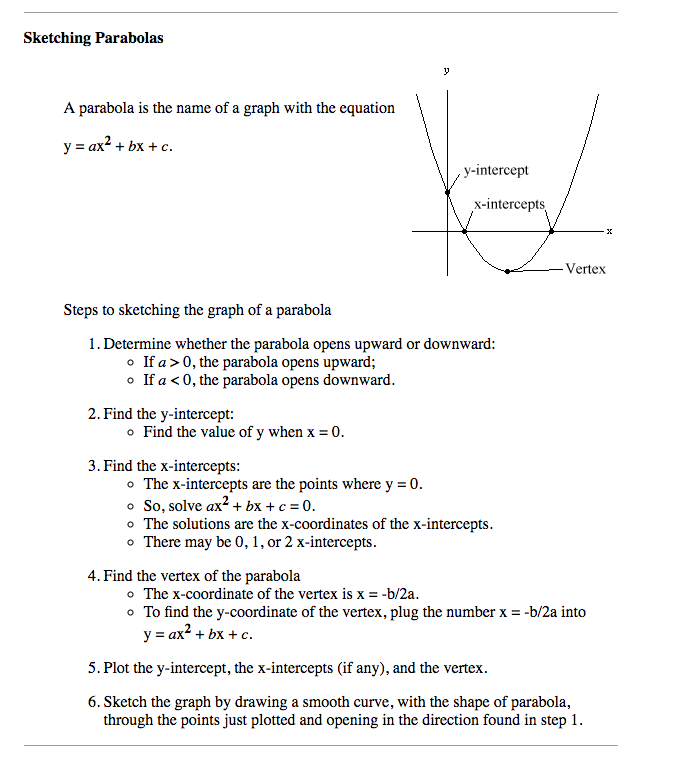 Sketching Parabolas
y
A parabola is the name of a graph with the equation
y = ax² + bx + c.
y-intercept
x-intercepts
x
Vertex
Steps to sketching the graph of a parabola
1. Determine whether the parabola opens upward or downward:
◦ If a > 0, the parabola opens upward;
◦ If a < 0, the parabola opens downward.
2. Find the y-intercept:
◦ Find the value of y when x = 0.
3. Find the x-intercepts:
◦ The x-intercepts are the points where y = 0.
◦ So, solve ax² + bx + c = 0.
◦ The solutions are the x-coordinates of the x-intercepts.
◦ There may be 0, 1, or 2 x-intercepts.
4. Find the vertex of the parabola
◦ The x-coordinate of the vertex is x = -b/2a.
◦ To find the y-coordinate of the vertex, plug the number x = -b/2a into
y = ax² + bx + c.
5. Plot the y-intercept, the x-intercepts (if any), and the vertex.
6. Sketch the graph by drawing a smooth curve, with the shape of parabola,
through the points just plotted and opening in the direction found in step 1.